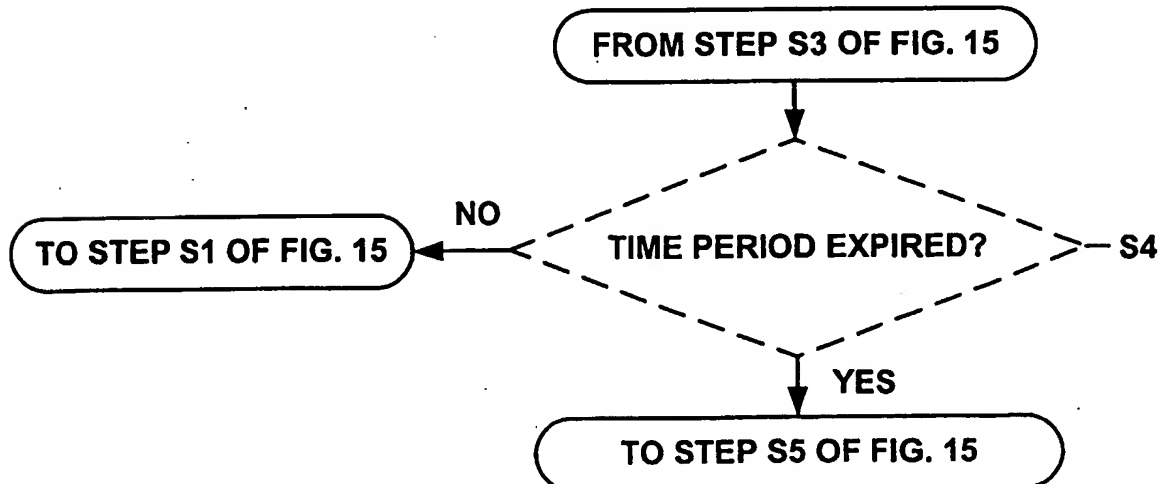 FROM STEP S3 OF FIG. 15
NO
TO STEP S1 OF FIG. 15
TIME PERIOD EXPIRED?
S4
YES
TO STEP S5 OF FIG. 15